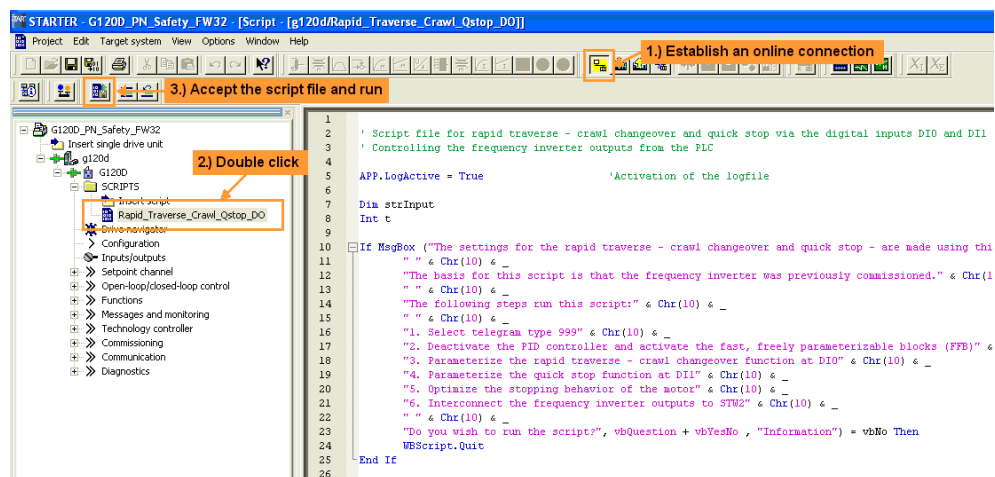 STARTER - G120D_PN_Safety_FW32 - [Script - [g120d/Rapid_Traverse_Crawl_Qstop_DO]]
Project Edit Target system View Options Window Help
1.) Establish an online connection
3.) Accept the script file and run
G120D_PN_Safety_FW32
Insert single drive unit
g120d
2.) Double click
G120D
SCRIPTS
Insert script
Rapid_Traverse_Crawl_Qstop_DO
Drive navigator
Configuration
Inputs/outputs
Setpoint channel
Open-loop/closed-loop control
Functions
Messages and monitoring
Technology controller
Commissioning
Communication
Diagnostics
1
2 ' Script file for rapid traverse - crawl changeover and quick stop via the digital inputs DI0 and DI1
3 ' Controlling the frequency inverter outputs from the PLC
4
5 APP.LogActive = True 'Activation of the logfile
6
7 Dim strInput
8 Int t
9
10 If MsgBox ("The settings for the rapid traverse - crawl changeover and quick stop - are made using thi
11 " " & Chr(10) & _
12 "The basis for this script is that the frequency inverter was previously commissioned." & Chr(1
13 " " & Chr(10) & _
14 "The following steps run this script:" & Chr(10) & _
15 " " & Chr(10) & _
16 "1. Select telegram type 999" & Chr(10) & _
17 "2. Deactivate the PID controller and activate the fast, freely parameterizable blocks (FFB)" &
18 "3. Parameterize the rapid traverse - crawl changeover function at DI0" & Chr(10) & _
19 "4. Parameterize the quick stop function at DI1" & Chr(10) & _
20 "5. Optimize the stopping behavior of the motor" & Chr(10) & _
21 "6. Interconnect the frequency inverter outputs to STW2" & Chr(10) & _
22 " " & Chr(10) & _
23 "Do you wish to run the script?", vbQuestion + vbYesNo , "Information") = vbNo Then
24 WBScript.Quit
25 End If
26